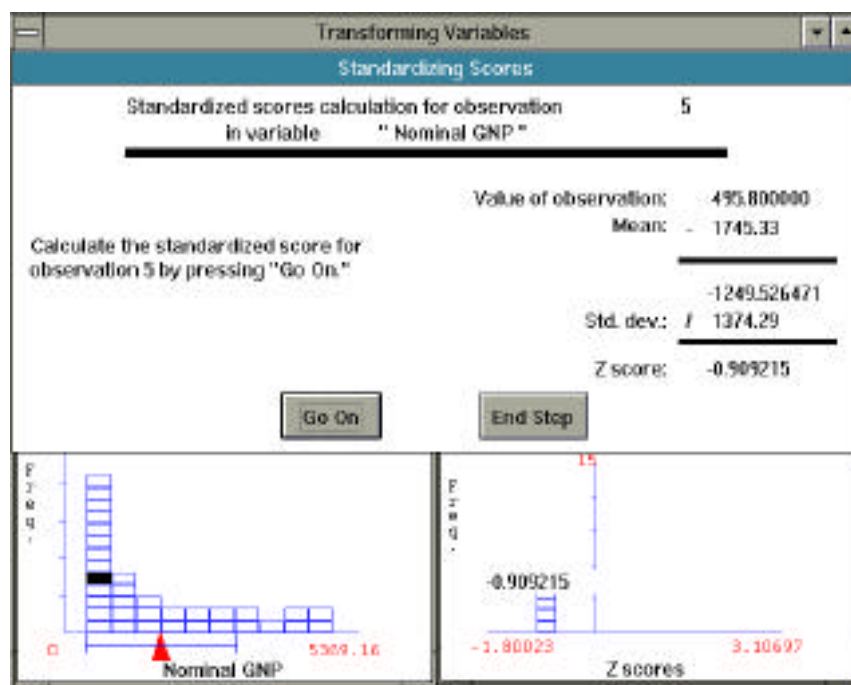 Transforming Variables
Standardizing Scores
Standardized scores calculation for observation 5
in variable "Nominal GNP"
Value of observation: 495.800000
Mean: - 1745.33
Calculate the standardized score for
observation 5 by pressing "Go On."
-1249.526471
Std. dev.: / 1374.29
Z score: -0.909215
Go On
End Step
Freq.
0
5369.16
Nominal GNP
15
Freq.
-0.909215
-1.80023
3.10697
Z scores